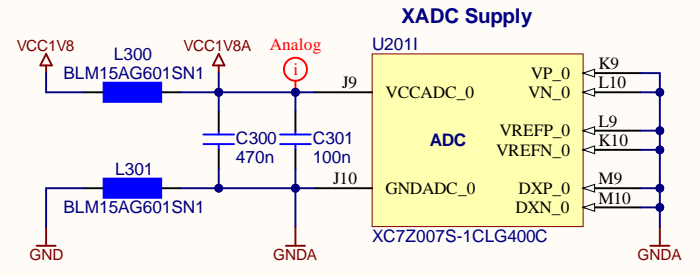 XADC Supply
VCC1V8
L300
BLM15AG601SN1
VCC1V8A
Analog
i
U201I
J9
VCCADC_0
VP_0
K9
VN_0
L10
C300
470n
C301
100n
ADC
VREFP_0
L9
VREFN_0
K10
L301
BLM15AG601SN1
J10
GNDADC_0
DXP_0
M9
DXN_0
M10
XC7Z007S-1CLG400C
GND
GNDA
GNDA